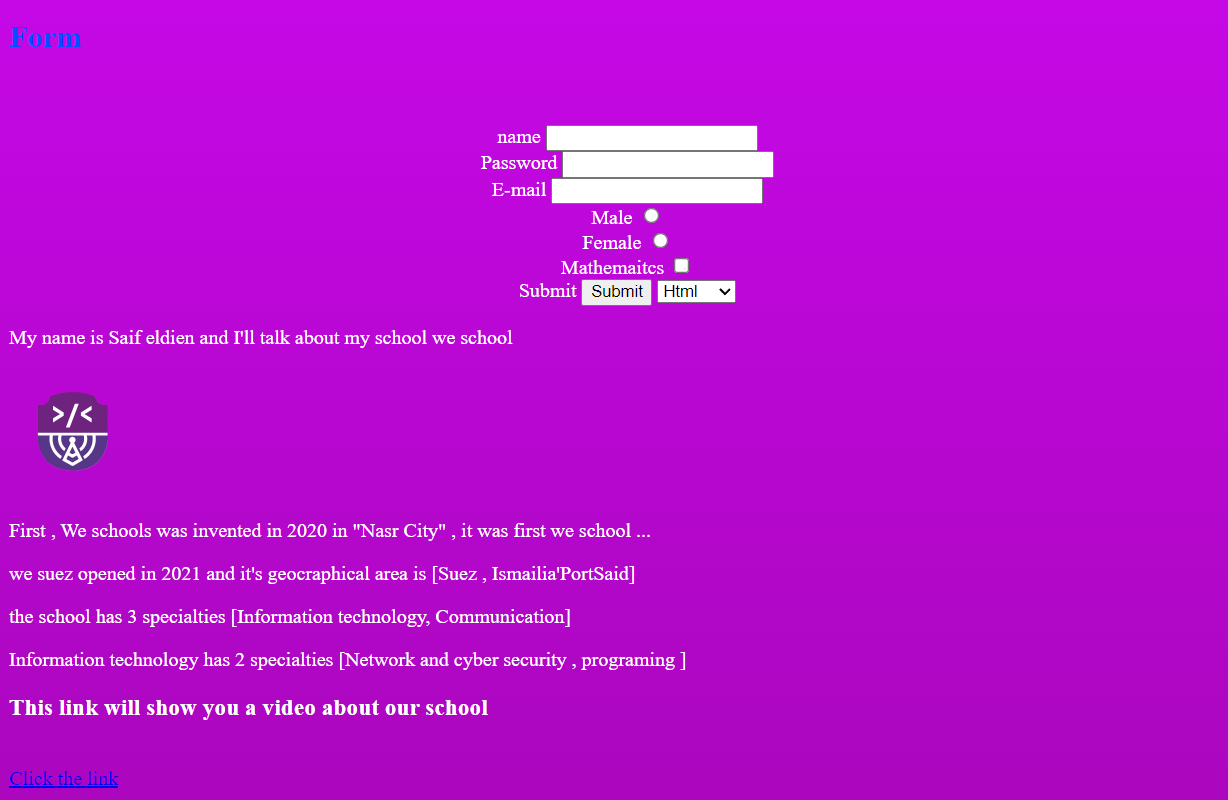 Form
name
Password
E-mail
Male
Female
Mathemaitcs
Submit Submit Html
My name is Saif eldien and I'll talk about my school we school
>/<
First , We schools was invented in 2020 in "Nasr City" , it was first we school ...
we suez opened in 2021 and it's geocraphical area is [Suez , Ismailia'PortSaid]
the school has 3 specialties [Information technology, Communication]
Information technology has 2 specialties [Network and cyber security , programing ]
This link will show you a video about our school
Click the link